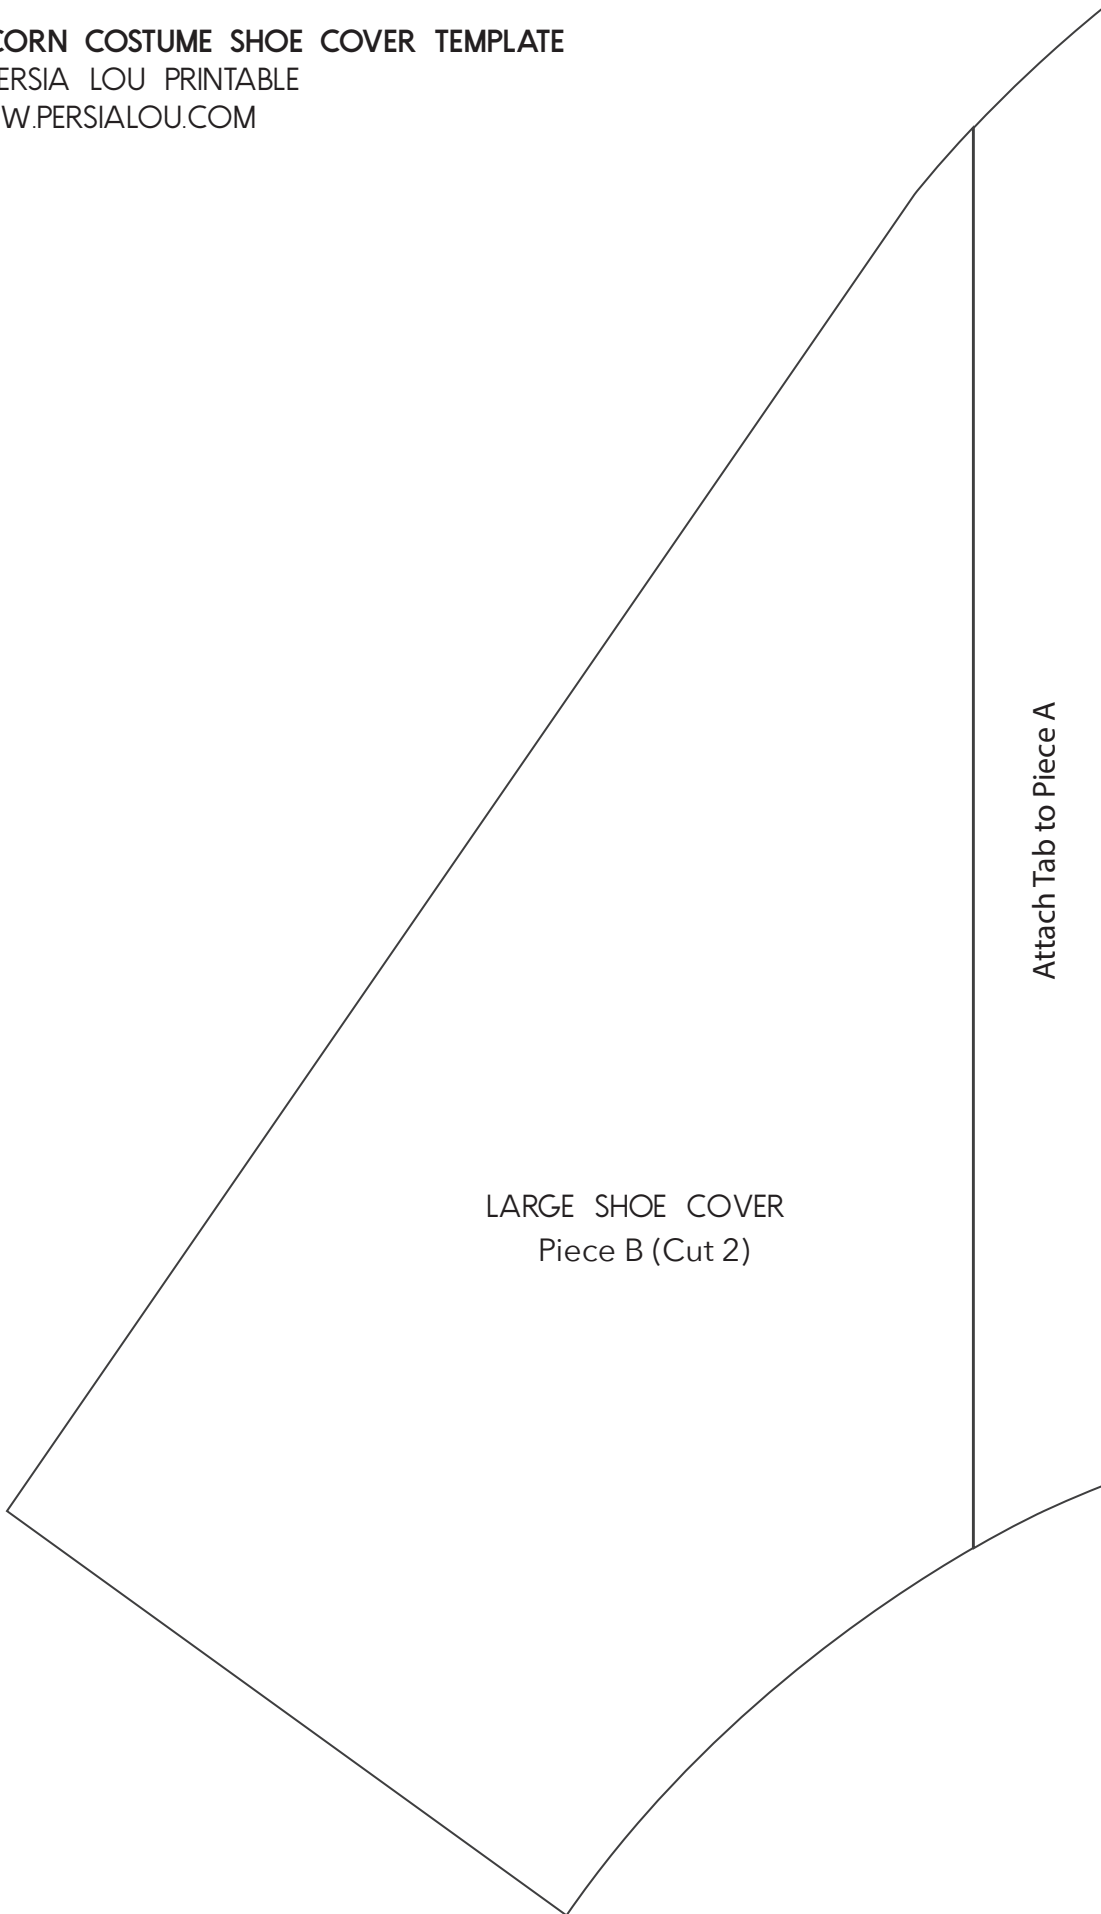 CORN COSTUME SHOE COVER TEMPLATE
ERSIA LOU PRINTABLE
W.PERSIALOU.COM
Attach Tab to Piece A
LARGE SHOE COVER
Piece B (Cut 2)